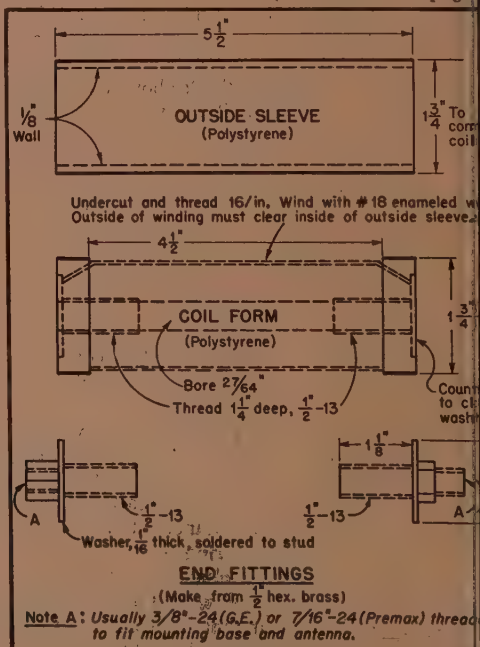 5 1/2"
1/8" Wall
OUTSIDE SLEEVE
(Polystyrene)
1 3/4"
To
Undercut and thread 16/in. Wind with #18 enameled
Outside of winding must clear inside of outside sleeve.
4 1/2"
COIL FORM
(Polystyrene)
1 3/4"
Bore 27/64"
Thread 1 1/4" deep, 1/2"-13
to
1 1/8"
A
1/2"-13
1/2"-13
A
Washer, 1/16" thick, soldered to stud
END FITTINGS
(Make from 1/2" hex. brass)
Note A: Usually 3/8"-24 (G.E.) or 7/16"-24 (Premax) thread
to fit mounting base and antenna.